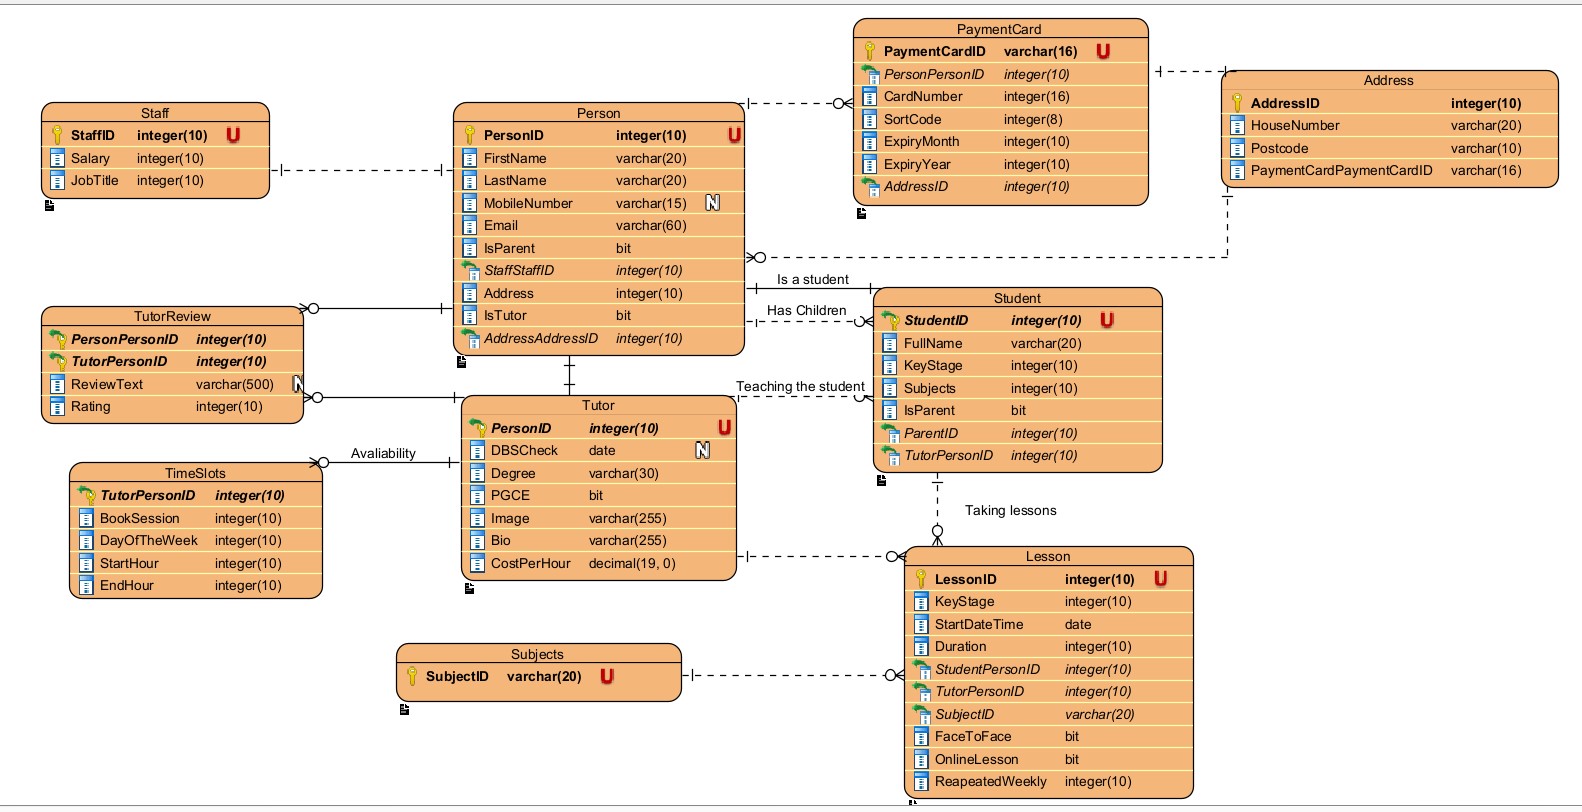 PaymentCard
PaymentCardID varchar(16) U
PersonPersonID integer(10)
CardNumber integer(16)
SortCode integer(8)
ExpiryMonth integer(10)
ExpiryYear integer(10)
AddressID integer(10)
Address
AddressID integer(10)
HouseNumber varchar(20)
Postcode varchar(10)
PaymentCardPaymentCardID varchar(16)
Staff
StaffID integer(10) U
Salary integer(10)
JobTitle integer(10)
Person
PersonID integer(10) U
FirstName varchar(20)
LastName varchar(20)
MobileNumber varchar(15) N
Email varchar(60)
IsParent bit
StaffStaffID integer(10)
Address integer(10)
IsTutor bit
AddressAddressID integer(10)
Is a student
Has Children
Teaching the student
Student
StudentID integer(10) U
FullName varchar(20)
KeyStage integer(10)
Subjects integer(10)
IsParent bit
ParentID integer(10)
TutorPersonID integer(10)
TutorReview
PersonPersonID integer(10)
TutorPersonID integer(10)
ReviewText varchar(500) N
Rating integer(10)
Tutor
PersonID integer(10) U
DBSCheck date N
Degree varchar(30)
PGCE bit
Image varchar(255)
Bio varchar(255)
CostPerHour decimal(19, 0)
Avaliability
TimeSlots
TutorPersonID integer(10)
BookSession integer(10)
DayOfTheWeek integer(10)
StartHour integer(10)
EndHour integer(10)
Taking lessons
Lesson
LessonID integer(10) U
KeyStage integer(10)
StartDateTime date
Duration integer(10)
StudentPersonID integer(10)
TutorPersonID integer(10)
SubjectID varchar(20)
FaceToFace bit
OnlineLesson bit
ReapeatedWeekly integer(10)
Subjects
SubjectID varchar(20) U